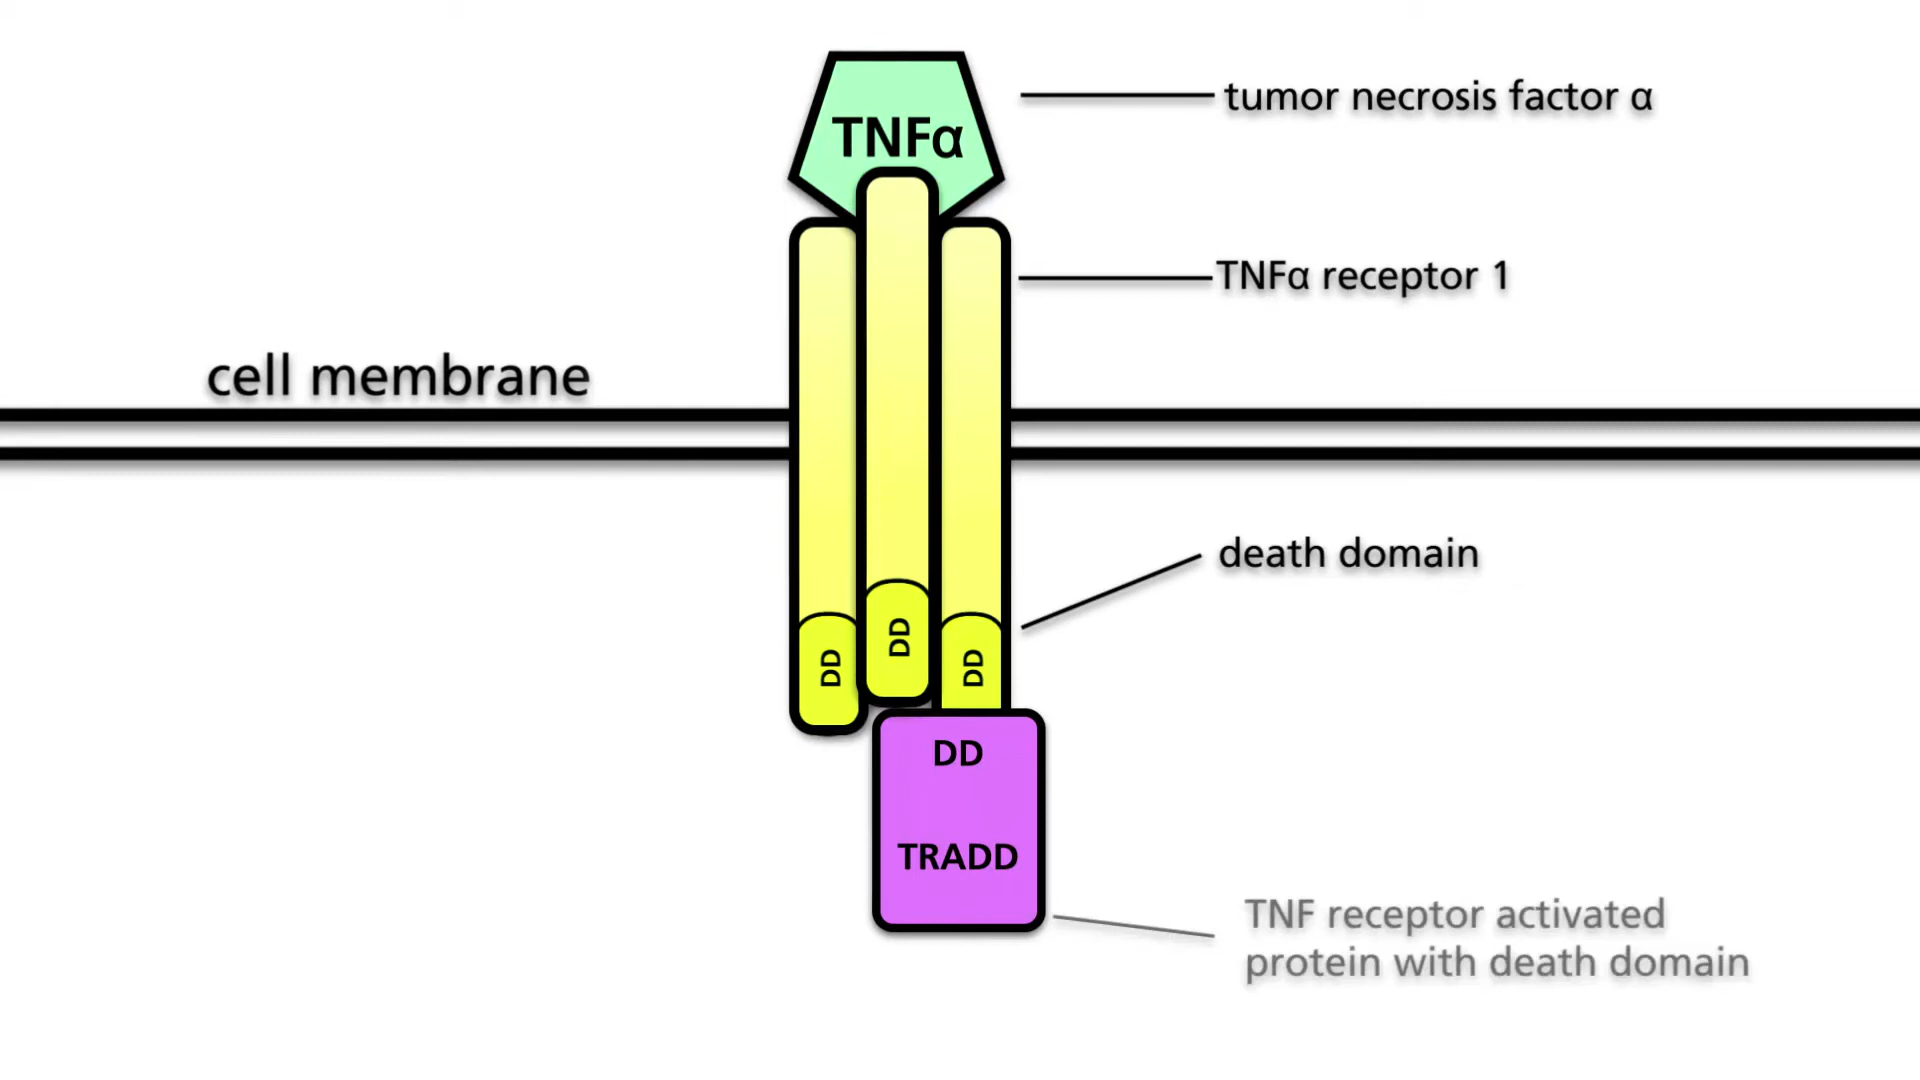 tumor necrosis factor α
TNFα
TNFα receptor 1
cell membrane
death domain
DD
DD
DD
DD
TRADD
TNF receptor activated
protein with death domain